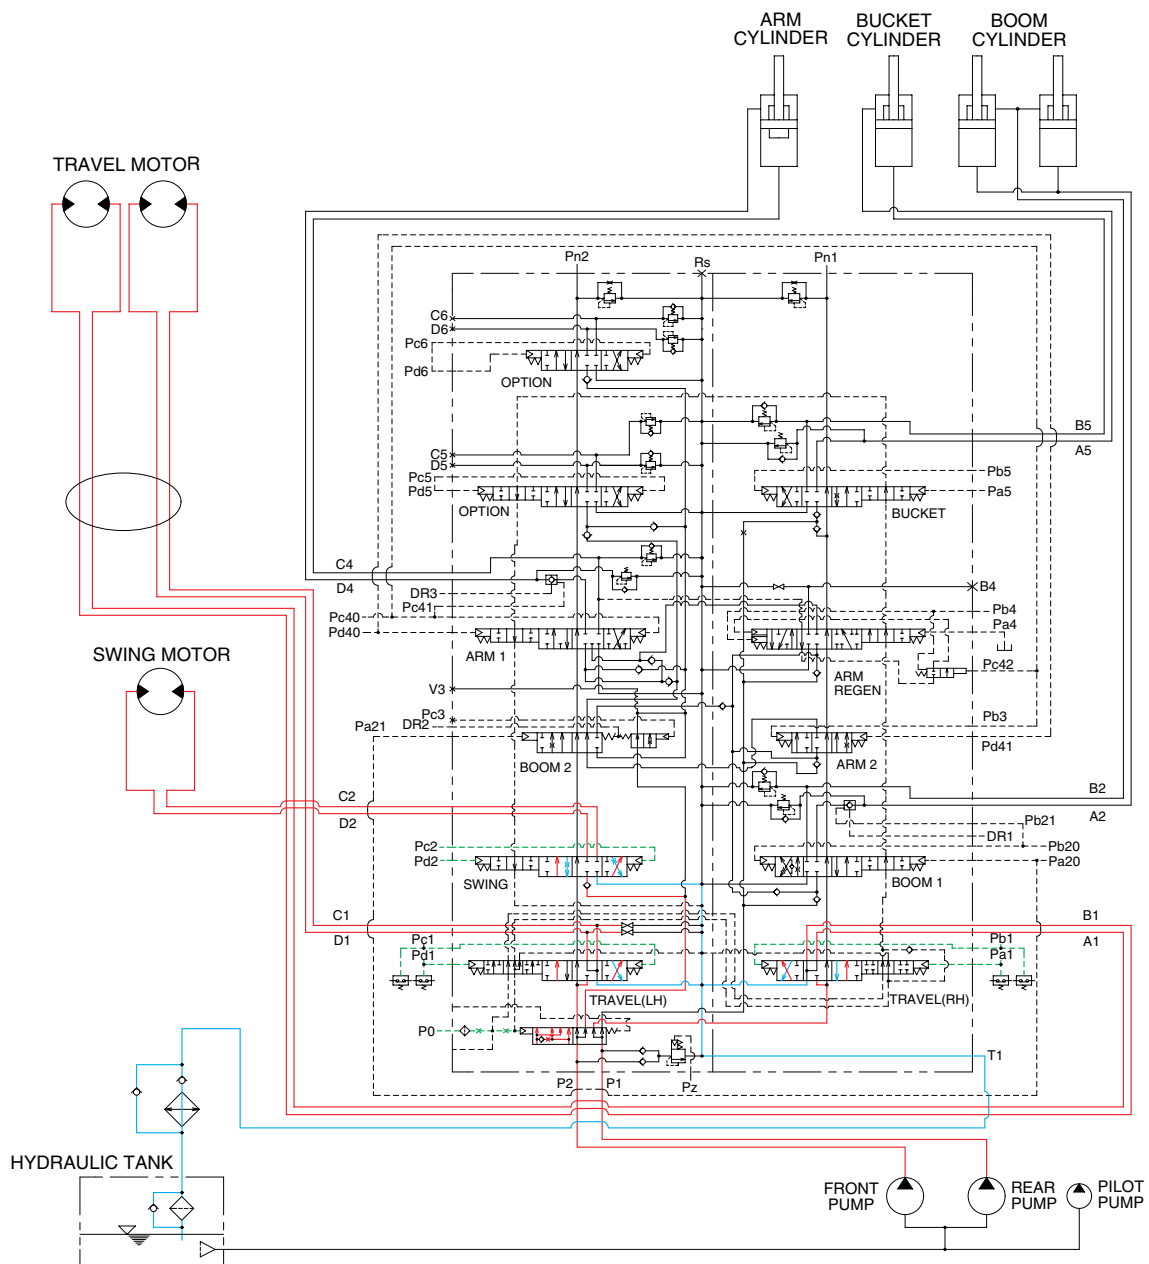 ARM
CYLINDER
BUCKET
CYLINDER
BOOM
CYLINDER
TRAVEL MOTOR
Pn2
Rs
Pn1
C6
D6
Pc6
Pd6
OPTION
B5
A5
C5
D5
Pc5
Pd5
OPTION
Pb5
Pa5
BUCKET
C4
D4
DR3
Pc41
Pc40
Pd40
ARM 1
B4
Pb4
Pa4
Pc42
ARM
REGEN
SWING MOTOR
V3
Pc3
DR2
Pa21
BOOM 2
Pb3
Pd41
ARM 2
C2
D2
B2
A2
Pb21
DR1
Pc2
Pd2
SWING
Pb20
Pa20
BOOM 1
C1
D1
B1
A1
Pc1
Pd1
TRAVEL(LH)
Pb1
Pa1
TRAVEL(RH)
P0
T1
P2
P1
Pz
HYDRAULIC TANK
FRONT
PUMP
REAR
PUMP
PILOT
PUMP